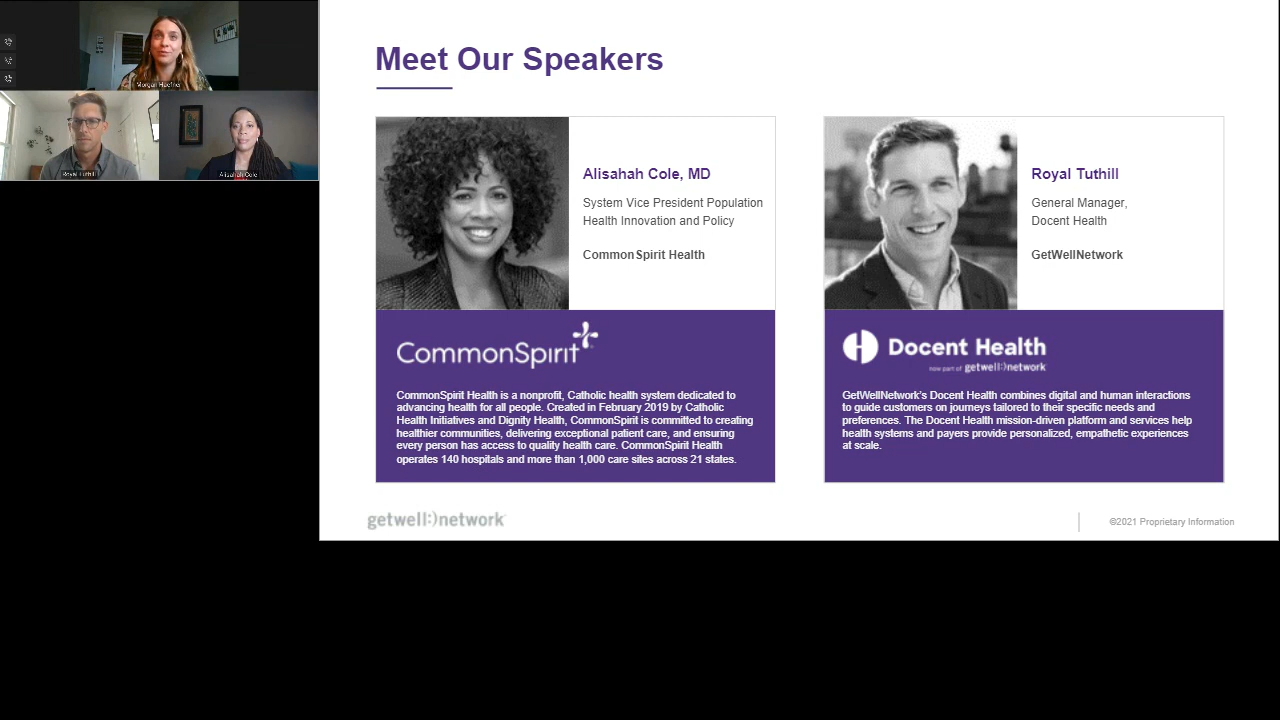 Morgan Haefner
Royal Tuthill
Alisahah Cole
Meet Our Speakers
Alisahah Cole, MD
System Vice President Population
Health Innovation and Policy
CommonSpirit Health
CommonSpirit
CommonSpirit Health is a nonprofit, Catholic health system dedicated to
advancing health for all people. Created in February 2019 by Catholic
Health Initiatives and Dignity Health, CommonSpirit is committed to creating
healthier communities, delivering exceptional patient care, and ensuring
every person has access to quality health care. CommonSpirit Health
operates 140 hospitals and more than 1,000 care sites across 21 states.
Royal Tuthill
General Manager,
Docent Health
GetWellNetwork
Docent Health
now part of getwell:)network
GetWellNetwork's Docent Health combines digital and human interactions
to guide customers on journeys tailored to their specific needs and
preferences. The Docent Health mission-driven platform and services help
health systems and payers provide personalized, empathetic experiences
at scale.
getwell:)network
©2021 Proprietary Information